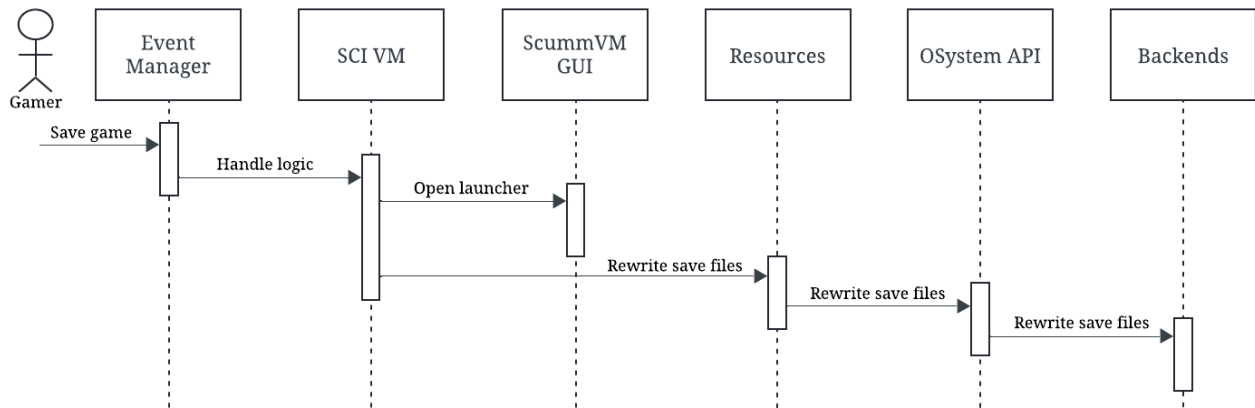 Event
Manager
SCI VM
ScummVM
GUI
Resources
OSystem API
Backends
Gamer
Save game
Handle logic
Open launcher
Rewrite save files
Rewrite save files
Rewrite save files